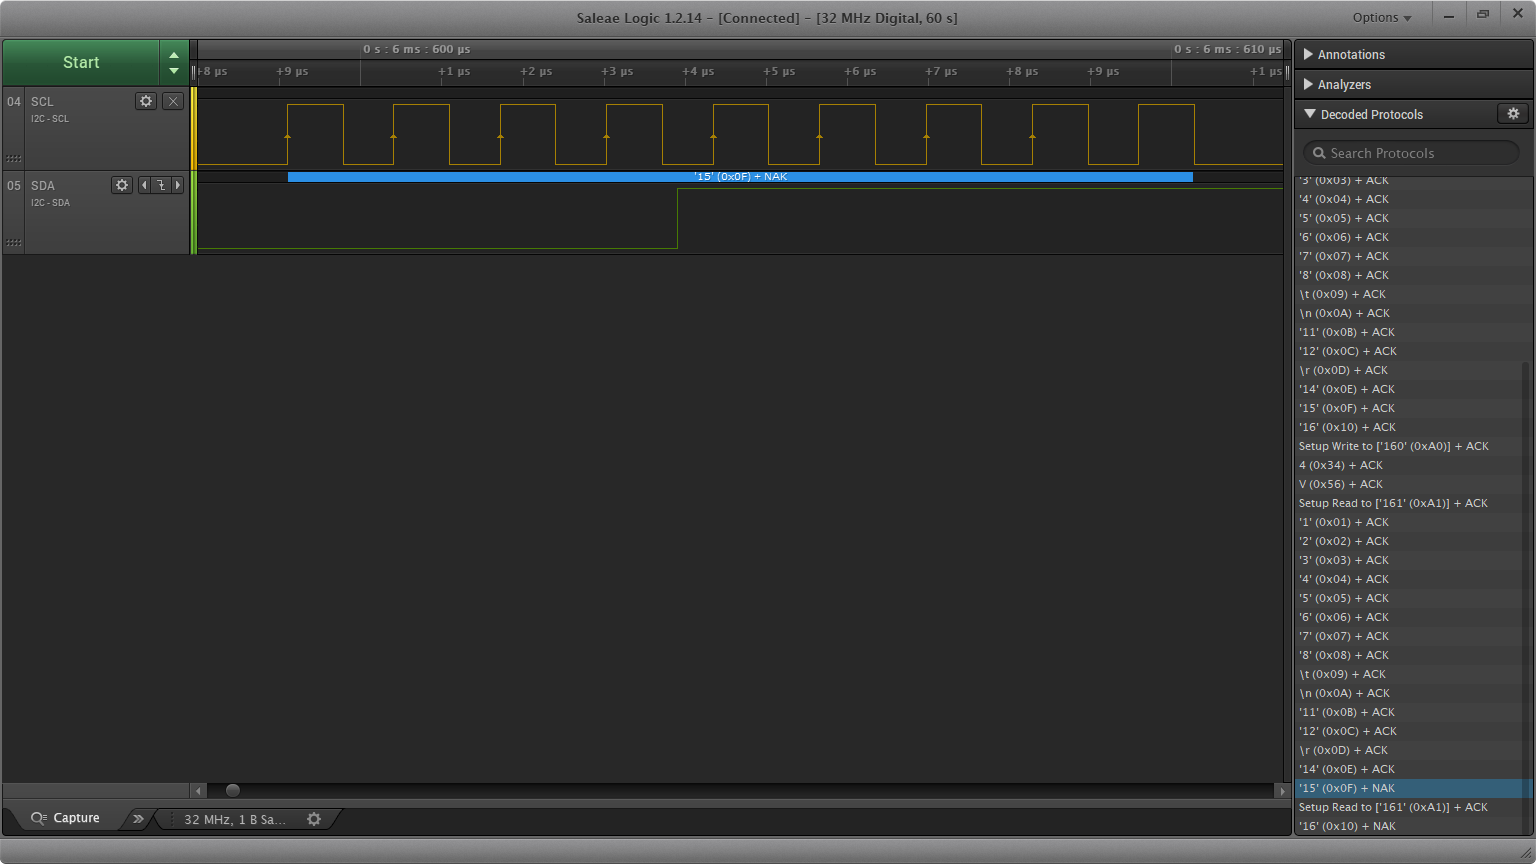 Saleae Logic 1.2.14 - [Connected] - [32 MHz Digital, 60 s]
Options
Start
0 s : 6 ms : 600 µs
0 s : 6 ms : 610 µs
+8 µs
+9 µs
+1 µs
+2 µs
+3 µs
+4 µs
+5 µs
+6 µs
+7 µs
+8 µs
+9 µs
+1 µs
04
SCL
I2C - SCL
05
SDA
I2C - SDA
'15' (0x0F) + NAK
Capture
32 MHz, 1 B Sa...
Annotations
Analyzers
Decoded Protocols
Search Protocols
'3' (0x03) + ACK
'4' (0x04) + ACK
'5' (0x05) + ACK
'6' (0x06) + ACK
'7' (0x07) + ACK
'8' (0x08) + ACK
\t (0x09) + ACK
\n (0x0A) + ACK
'11' (0x0B) + ACK
'12' (0x0C) + ACK
\r (0x0D) + ACK
'14' (0x0E) + ACK
'15' (0x0F) + ACK
'16' (0x10) + ACK
Setup Write to ['160' (0xA0)] + ACK
4 (0x34) + ACK
V (0x56) + ACK
Setup Read to ['161' (0xA1)] + ACK
'1' (0x01) + ACK
'2' (0x02) + ACK
'3' (0x03) + ACK
'4' (0x04) + ACK
'5' (0x05) + ACK
'6' (0x06) + ACK
'7' (0x07) + ACK
'8' (0x08) + ACK
\t (0x09) + ACK
\n (0x0A) + ACK
'11' (0x0B) + ACK
'12' (0x0C) + ACK
\r (0x0D) + ACK
'14' (0x0E) + ACK
'15' (0x0F) + NAK
Setup Read to ['161' (0xA1)] + ACK
'16' (0x10) + NAK